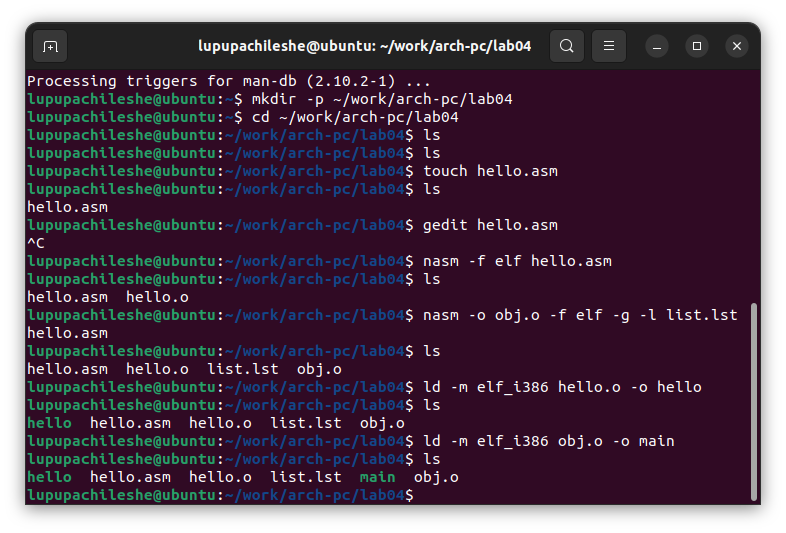 lupupachileshe@ubuntu: ~/work/arch-pc/lab04
Processing triggers for man-db (2.10.2-1) ...
lupupachileshe@ubuntu:~$ mkdir -p ~/work/arch-pc/lab04
lupupachileshe@ubuntu:~$ cd ~/work/arch-pc/lab04
lupupachileshe@ubuntu:~/work/arch-pc/lab04$ ls
lupupachileshe@ubuntu:~/work/arch-pc/lab04$ ls
lupupachileshe@ubuntu:~/work/arch-pc/lab04$ touch hello.asm
lupupachileshe@ubuntu:~/work/arch-pc/lab04$ ls
hello.asm
lupupachileshe@ubuntu:~/work/arch-pc/lab04$ gedit hello.asm
^C
lupupachileshe@ubuntu:~/work/arch-pc/lab04$ nasm -f elf hello.asm
lupupachileshe@ubuntu:~/work/arch-pc/lab04$ ls
hello.asm  hello.o
lupupachileshe@ubuntu:~/work/arch-pc/lab04$ nasm -o obj.o -f elf -g -l list.lst
hello.asm
lupupachileshe@ubuntu:~/work/arch-pc/lab04$ ls
hello.asm  hello.o  list.lst  obj.o
lupupachileshe@ubuntu:~/work/arch-pc/lab04$ ld -m elf_i386 hello.o -o hello
lupupachileshe@ubuntu:~/work/arch-pc/lab04$ ls
hello  hello.asm  hello.o  list.lst  obj.o
lupupachileshe@ubuntu:~/work/arch-pc/lab04$ ld -m elf_i386 obj.o -o main
lupupachileshe@ubuntu:~/work/arch-pc/lab04$ ls
hello  hello.asm  hello.o  list.lst  main  obj.o
lupupachileshe@ubuntu:~/work/arch-pc/lab04$